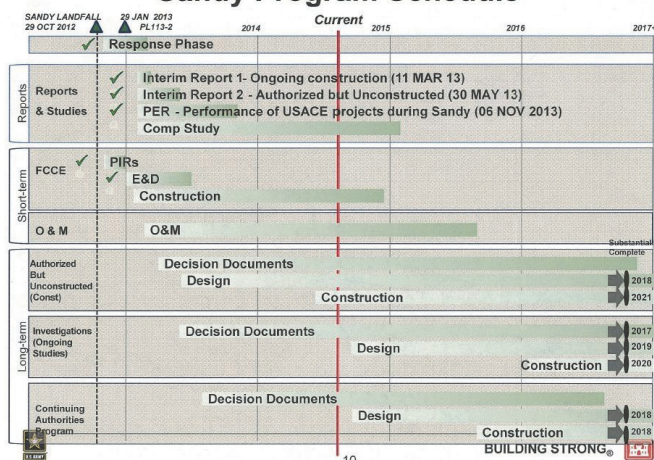 Sandy Program Schedule
SANDY LANDFALL 29 JAN 2013 Current
29 OCT 2012 PL113-2 2014 2015 2016 2017+
Response Phase
Reports
Reports
& Studies
Interim Report 1- Ongoing construction (11 MAR 13)
Interim Report 2 - Authorized but Unconstructed (30 MAY 13)
PER - Performance of USACE projects during Sandy (06 NOV 2013)
Comp Study
Short-term
FCCE
PIRs
E&D
Construction
O & M
O&M
Substantial
Complete
Long-term
Authorized
But
Unconstructed
(Const)
Decision Documents
Design 2018
Construction 2021
Investigations
(Ongoing
Studies)
Decision Documents 2017
Design 2019
Construction 2020
Continuing
Authorities
Program
Decision Documents
Design 2018
Construction 2018
U.S. ARMY
10
BUILDING STRONG®